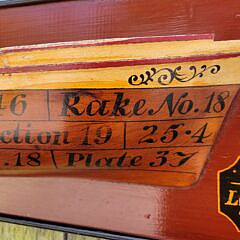 46 | Rake No. 18
ction 19 | 25·4
.18 | Plate 37
L